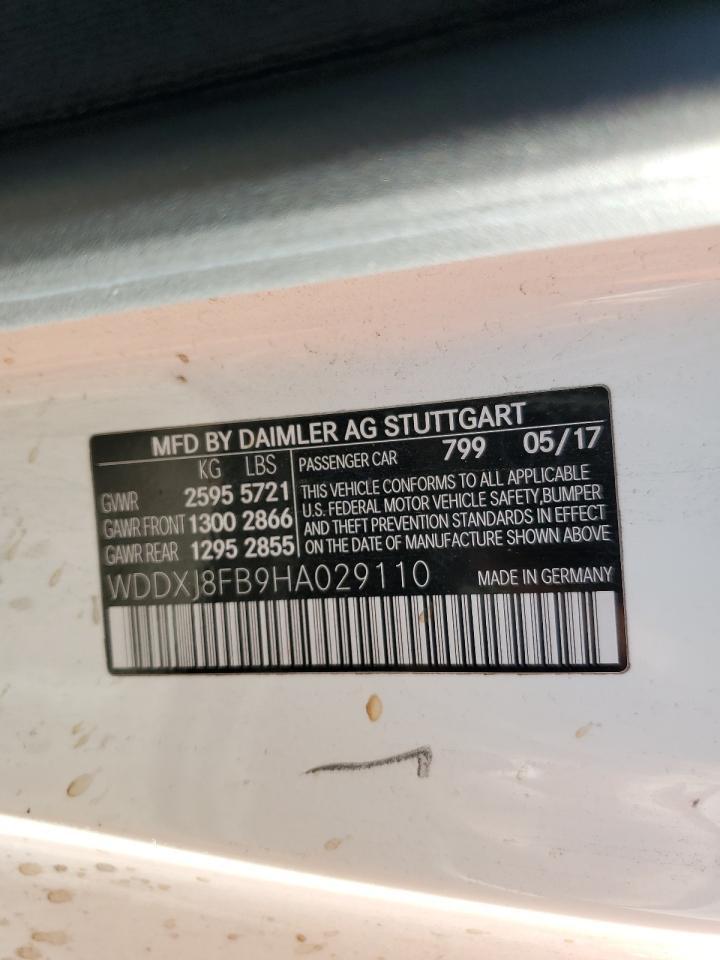 MFD BY DAIMLER AG STUTTGART
KG LBS
GVWR 2595 5721
GAWR FRONT 1300 2866
GAWR REAR 1295 2855
PASSENGER CAR 799 05/17
THIS VEHICLE CONFORMS TO ALL APPLICABLE
U.S. FEDERAL MOTOR VEHICLE SAFETY,BUMPER
AND THEFT PREVENTION STANDARDS IN EFFECT
ON THE DATE OF MANUFACTURE SHOWN ABOVE
WDDXJ8FB9HA029110 MADE IN GERMANY